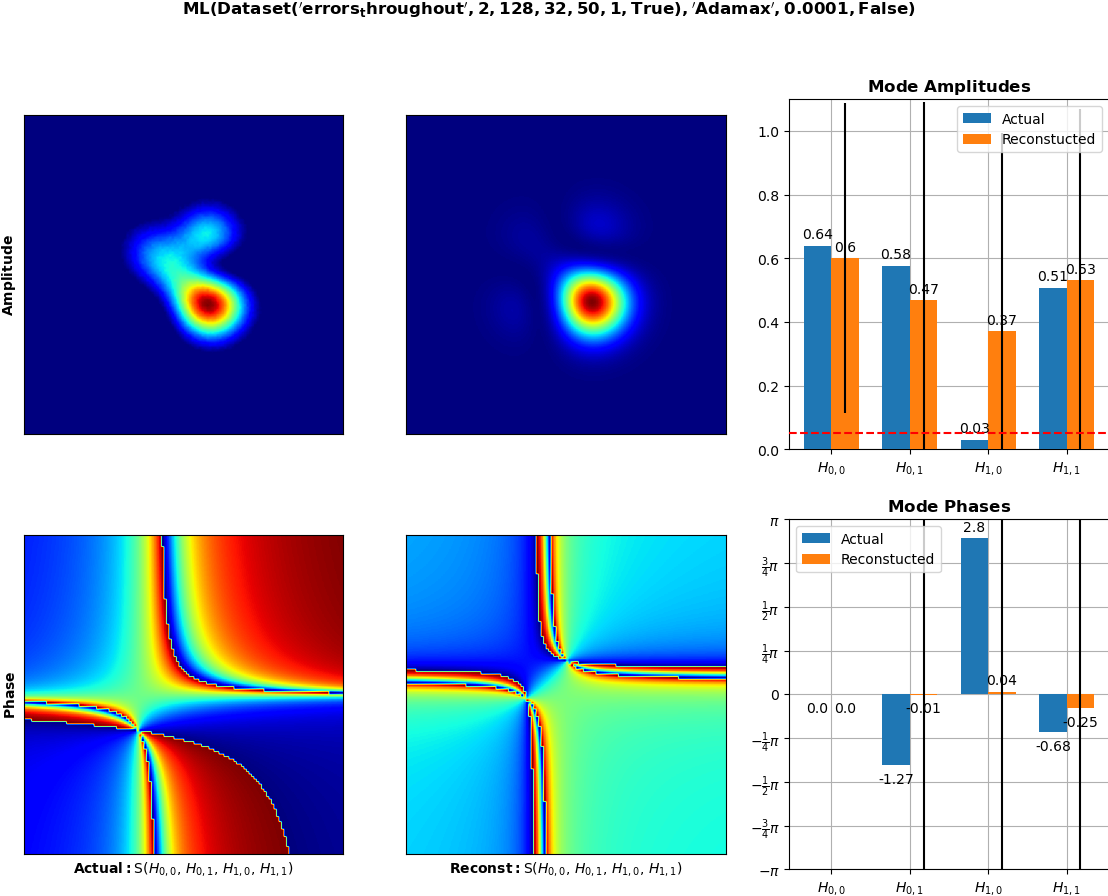 ML(Dataset('errors_throughout', 2, 128, 32, 50, 1, True), 'Adamax', 0.0001, False)
Mode Amplitudes
Actual
Reconstucted
1.0
0.8
0.6
0.4
0.2
0.0
0.64
0.6
0.58
0.47
0.03
0.37
0.51
0.53
H0,0
H0,1
H1,0
H1,1
Amplitude
Mode Phases
Actual
Reconstucted
π
3/4π
1/2π
1/4π
0
−1/4π
−1/2π
−3/4π
−π
0.0
0.0
-1.27
-0.01
2.8
0.04
-0.68
-0.25
H0,0
H0,1
H1,0
H1,1
Phase
Actual: S(H0,0, H0,1, H1,0, H1,1)
Reconst: S(H0,0, H0,1, H1,0, H1,1)